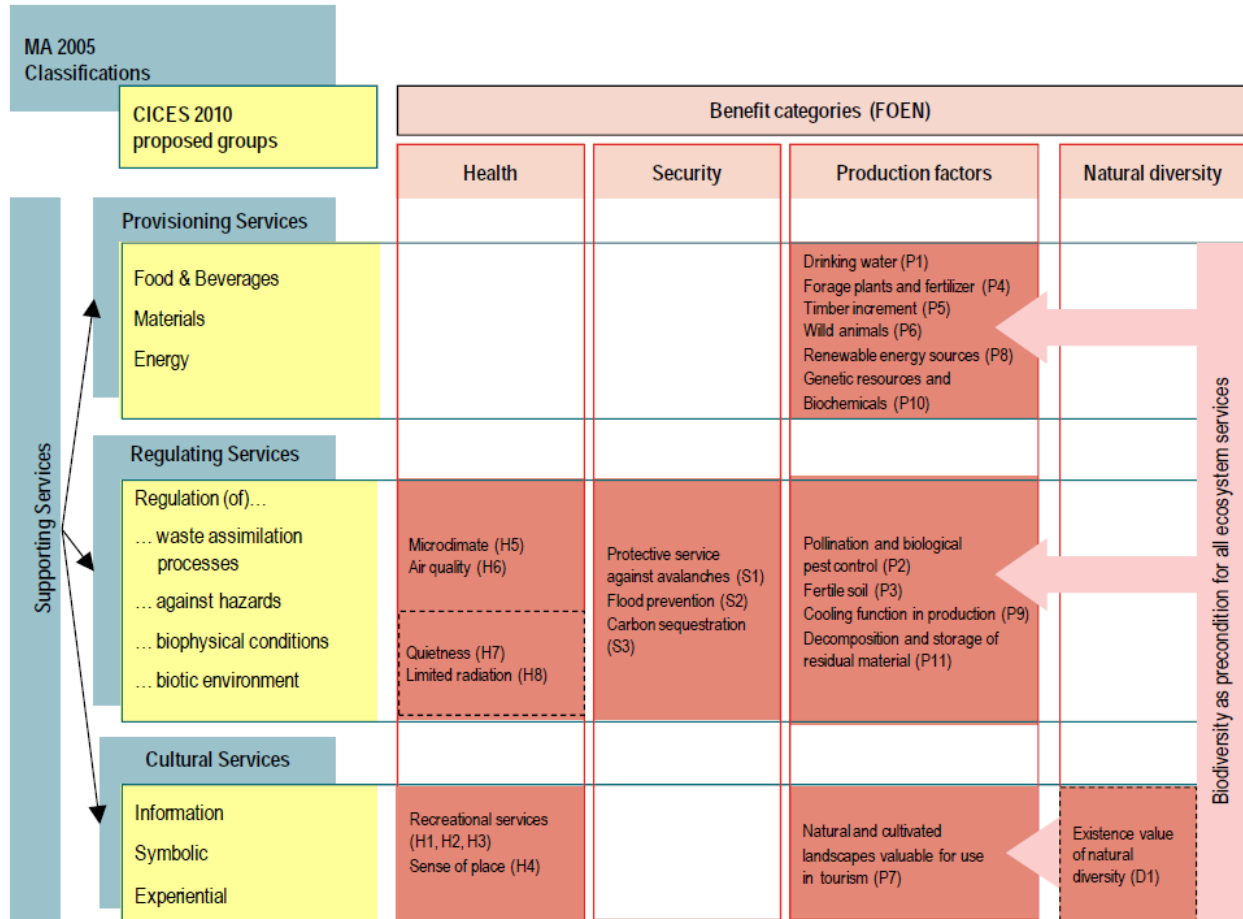 MA 2005
Classifications
CICES 2010
proposed groups
Benefit categories (FOEN)
Health
Security
Production factors
Natural diversity
Supporting Services
Provisioning Services
Food & Beverages
Materials
Energy
Drinking water (P1)
Forage plants and fertilizer (P4)
Timber increment (P5)
Willd animals (P6)
Renewable energy sources (P8)
Genetic resources and
Biochemicals (P10)
Regulating Services
Regulation (of)...
... waste assimilation
processes
... against hazards
... biophysical conditions
... biotic environment
Microclimate (H5)
Air quality (H6)
Quietness (H7)
Limited radiation (H8)
Protective service
against avalanches (S1)
Flood prevention (S2)
Carbon sequestration
(S3)
Pollination and biological
pest control (P2)
Fertile soil (P3)
Cooling function in production (P9)
Decomposition and storage of
residual material (P11)
Cultural Services
Information
Symbolic
Experiential
Recreational services
(H1, H2, H3)
Sense of place (H4)
Natural and cultivated
landscapes valuable for use
in tourism (P7)
Existence value
of natural
diversity (D1)
Biodiversity as precondition for all ecosystem services